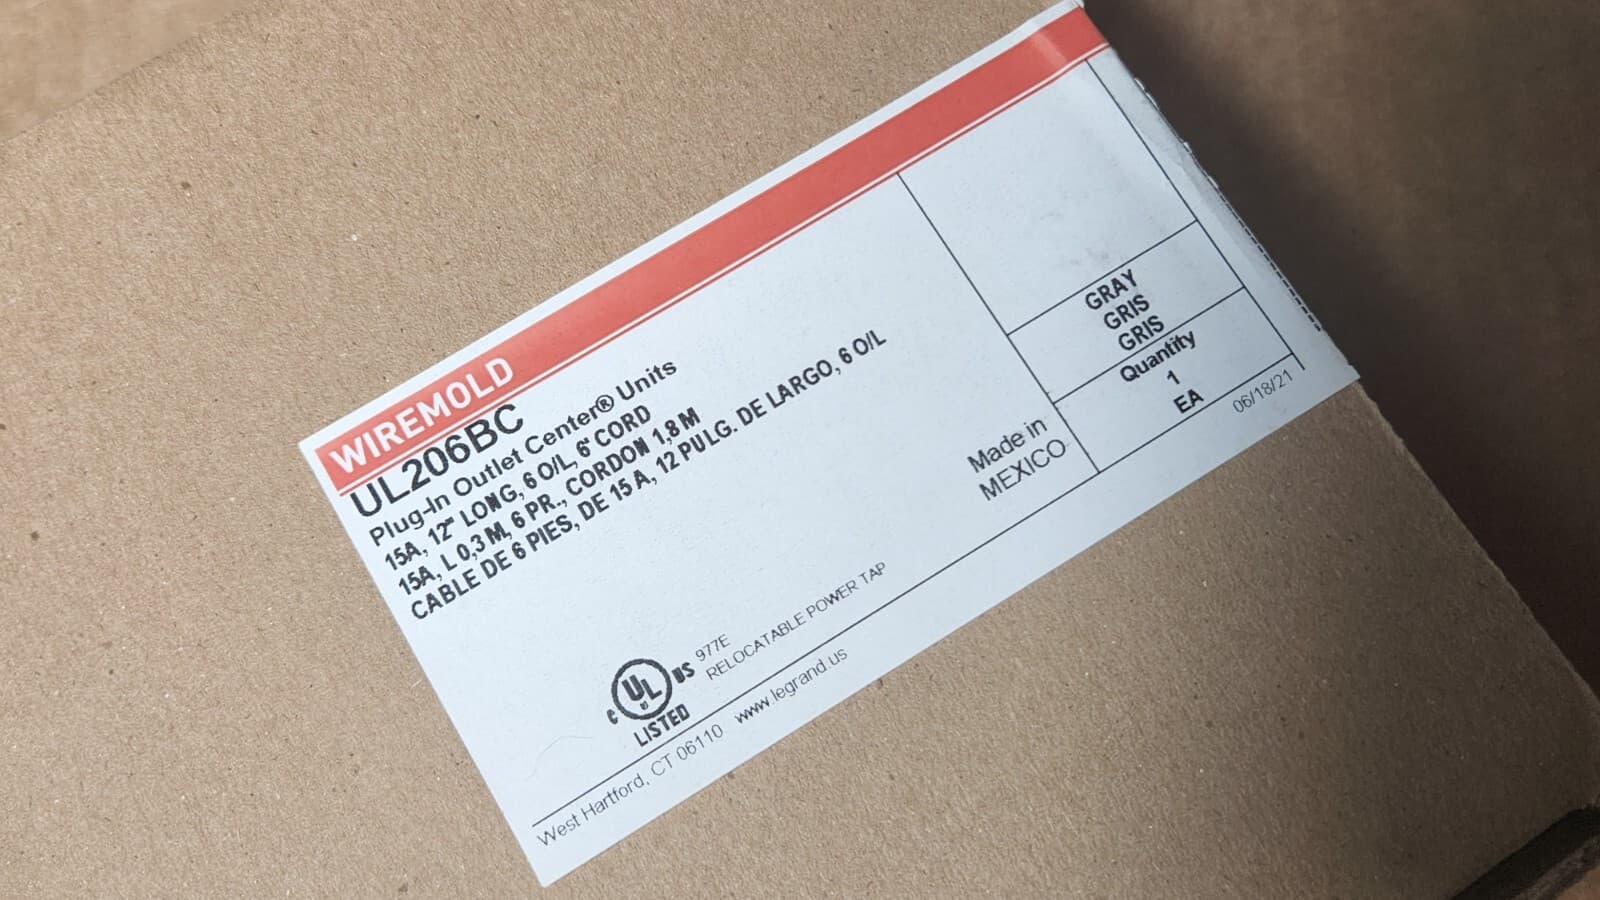 WIREMOLD
UL206BC
Plug-In Outlet Center® Units
15A, 12" LONG, 6 O/L, 6' CORD
15A, L 0,3 M, 6 PR., CORDON 1,8 M
CABLE DE 6 PIES, DE 15 A, 12 PULG. DE LARGO, 6 O/L
Made in
MEXICO
GRAY
GRIS
GRIS
Quantity
1
EA
06/18/21
C UL US
LISTED
977E
RELOCATABLE POWER TAP
West Hartford, CT 06110 www.legrand.us